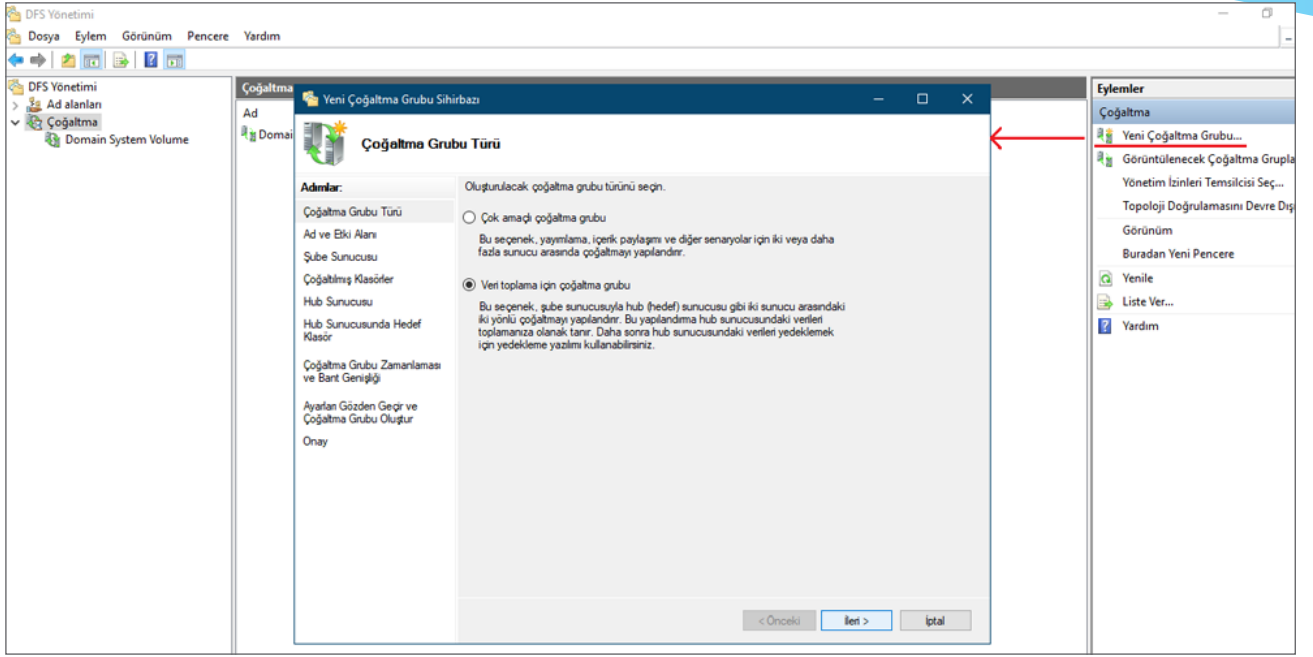 DFS Yönetimi
Dosya Eylem Görünüm Pencere Yardım
DFS Yönetimi
Ad alanları
Çoğaltma
Domain System Volume
Çoğaltma
Ad
Domai
Yeni Çoğaltma Grubu Sihirbazı
Çoğaltma Grubu Türü
Adımlar:
Çoğaltma Grubu Türü
Ad ve Etki Alanı
Şube Sunucusu
Çoğaltılmış Klasörler
Hub Sunucusu
Hub Sunucusunda Hedef
Klasör
Çoğaltma Grubu Zamanlaması
ve Bant Genişliği
Ayarları Gözden Geçir ve
Çoğaltma Grubu Oluştur
Onay
Oluşturulacak çoğaltma grubu türünü seçin.
Çok amaçlı çoğaltma grubu
Bu seçenek, yayımlama, içerik paylaşımı ve diğer senaryolar için iki veya daha
fazla sunucu arasında çoğaltmayı yapılandırır.
Veri toplama için çoğaltma grubu
Bu seçenek, şube sunucusuyla hub (hedef) sunucusu gibi iki sunucu arasındaki
iki yönlü çoğaltmayı yapılandırır. Bu yapılandırma hub sunucusundaki verileri
toplamanıza olanak tanır. Daha sonra hub sunucusundaki verileri yedeklemek
için yedekleme yazılımı kullanabilirsiniz.
< Önceki
İleri >
İptal
Eylemler
Çoğaltma
Yeni Çoğaltma Grubu...
Görüntülenecek Çoğaltma Grupla
Yönetim İzinleri Temsilcisi Seç...
Topoloji Doğrulamasını Devre Dışı
Görünüm
Buradan Yeni Pencere
Yenile
Liste Ver...
Yardım